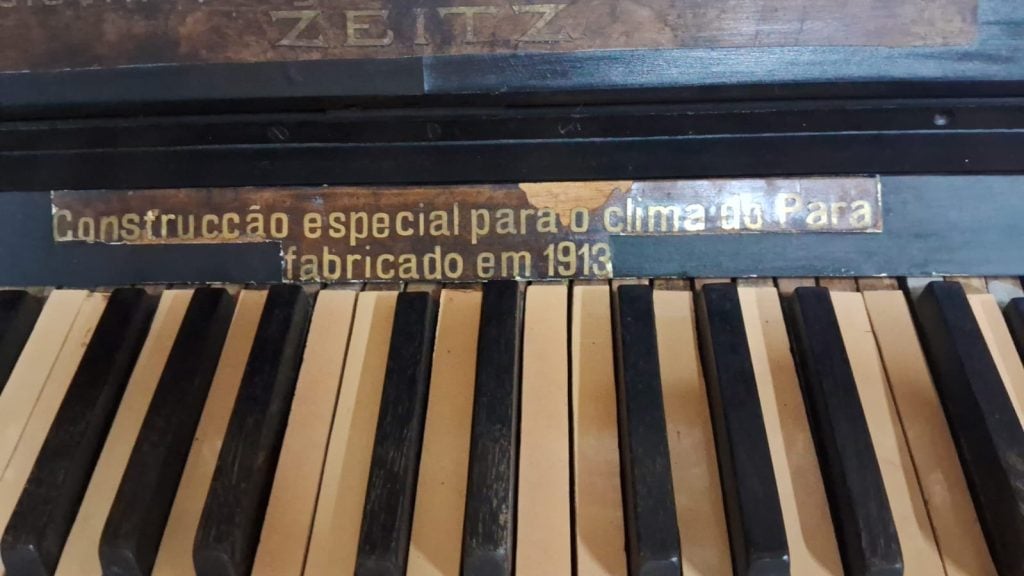 ZEITZ
Construcção especial para o clima do Para
fabricado em 1913